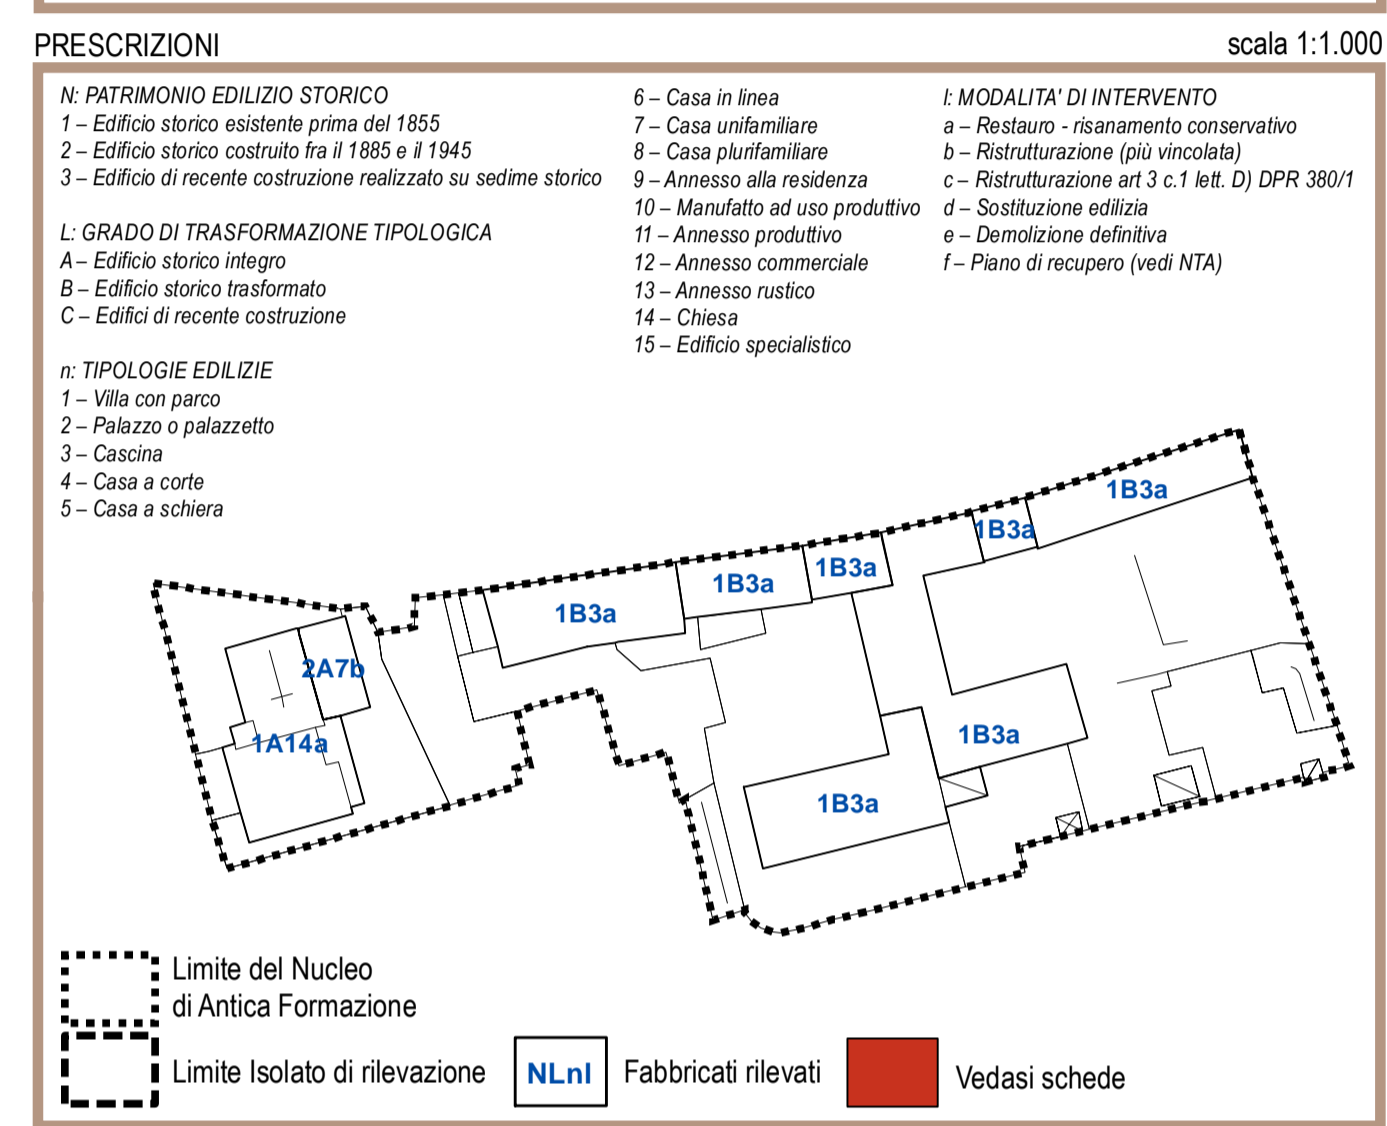 PRESCRIZIONI
scala 1:1.000
N: PATRIMONIO EDILIZIO STORICO
1 – Edificio storico esistente prima del 1855
2 – Edificio storico costruito fra il 1885 e il 1945
3 – Edificio di recente costruzione realizzato su sedime storico
L: GRADO DI TRASFORMAZIONE TIPOLOGICA
A – Edificio storico integro
B – Edificio storico trasformato
C – Edifici di recente costruzione
n: TIPOLOGIE EDILIZIE
1 – Villa con parco
2 – Palazzo o palazzetto
3 – Cascina
4 – Casa a corte
5 – Casa a schiera
6 – Casa in linea
7 – Casa unifamiliare
8 – Casa plurifamiliare
9 – Annesso alla residenza
10 – Manufatto ad uso produttivo
11 – Annesso produttivo
12 – Annesso commerciale
13 – Annesso rustico
14 – Chiesa
15 – Edificio specialistico
I: MODALITA' DI INTERVENTO
a – Restauro - risanamento conservativo
b – Ristrutturazione (più vincolata)
c – Ristrutturazione art 3 c.1 lett. D) DPR 380/1
d – Sostituzione edilizia
e – Demolizione definitiva
f – Piano di recupero (vedi NTA)
1B3a
1B3a
1B3a
1B3a
1B3a
2A7b
1A14a
1B3a
1B3a
Limite del Nucleo
di Antica Formazione
Limite Isolato di rilevazione
NLnI
Fabbricati rilevati
Vedasi schede